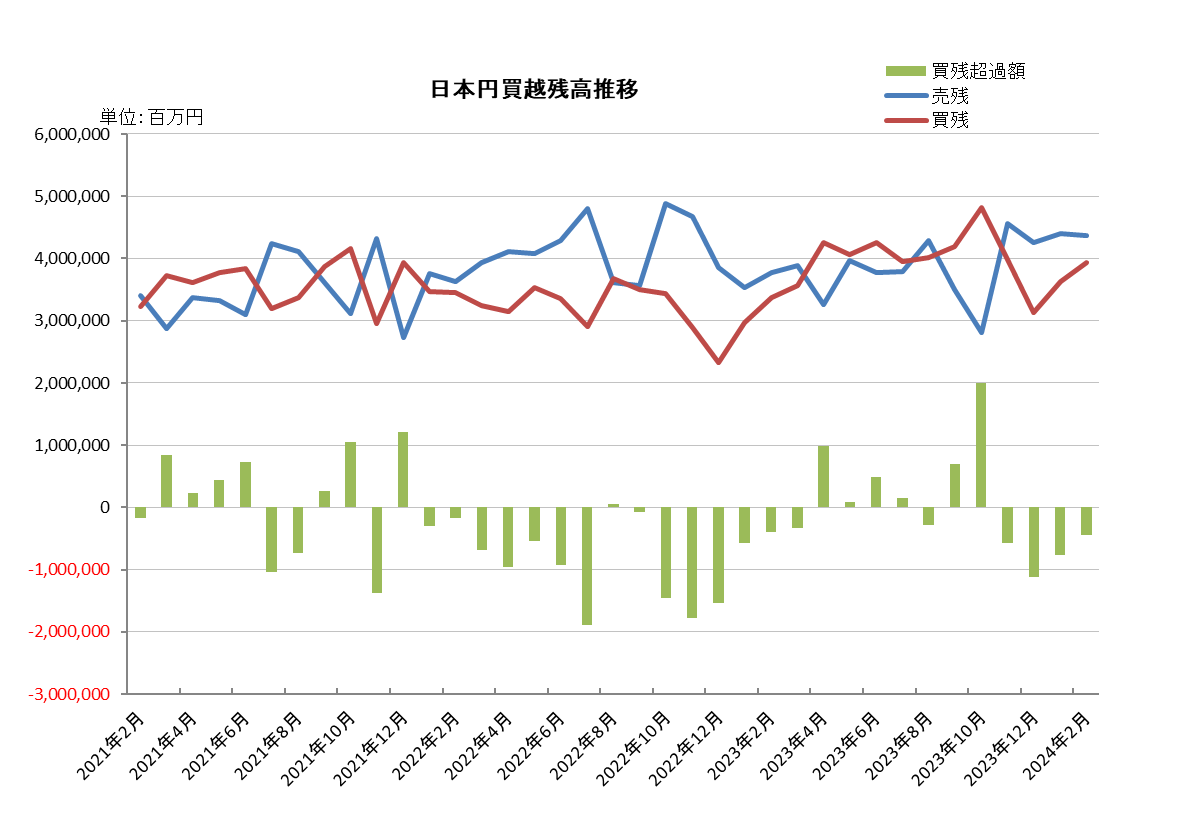 日本円買越残高推移
買残超過額
売残
買残
単位: 百万円
6,000,000
5,000,000
4,000,000
3,000,000
2,000,000
1,000,000
0
-1,000,000
-2,000,000
-3,000,000
2021年2月
2021年4月
2021年6月
2021年8月
2021年10月
2021年12月
2022年2月
2022年4月
2022年6月
2022年8月
2022年10月
2022年12月
2023年2月
2023年4月
2023年6月
2023年8月
2023年10月
2023年12月
2024年2月